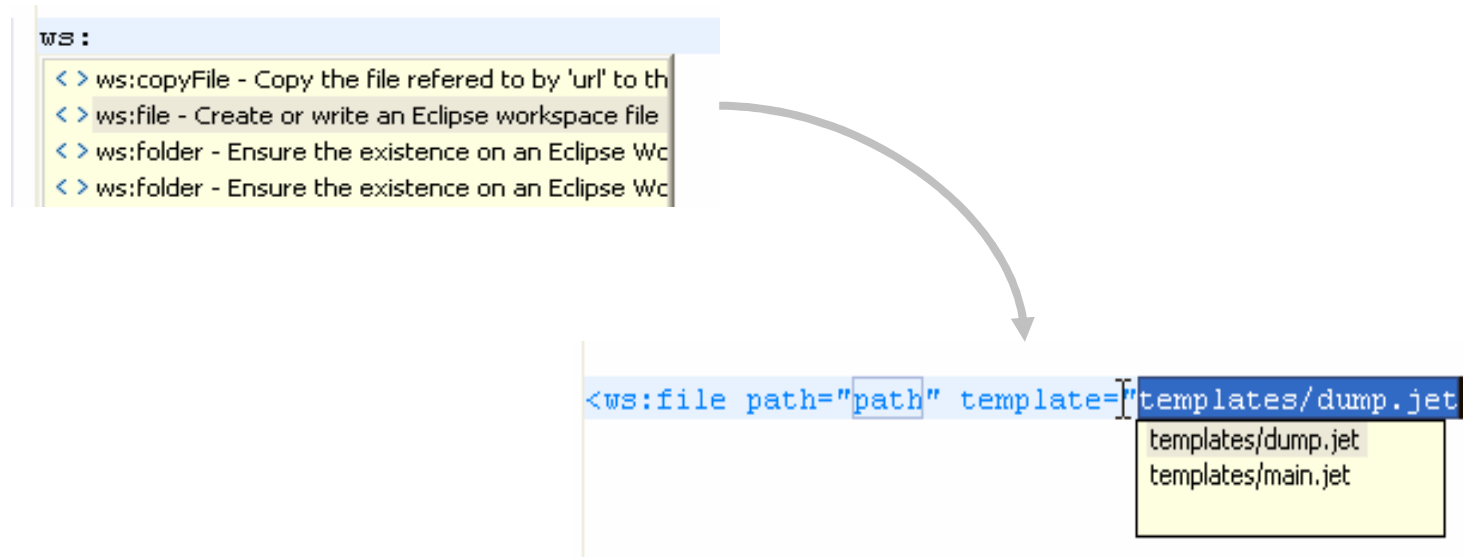 ws:
<> ws:copyFile - Copy the file refered to by 'url' to th
<> ws:file - Create or write an Eclipse workspace file
<> ws:folder - Ensure the existence on an Eclipse Wo
<> ws:folder - Ensure the existence on an Eclipse Wo
<ws:file path="path" template="templates/dump.jet
templates/dump.jet
templates/main.jet